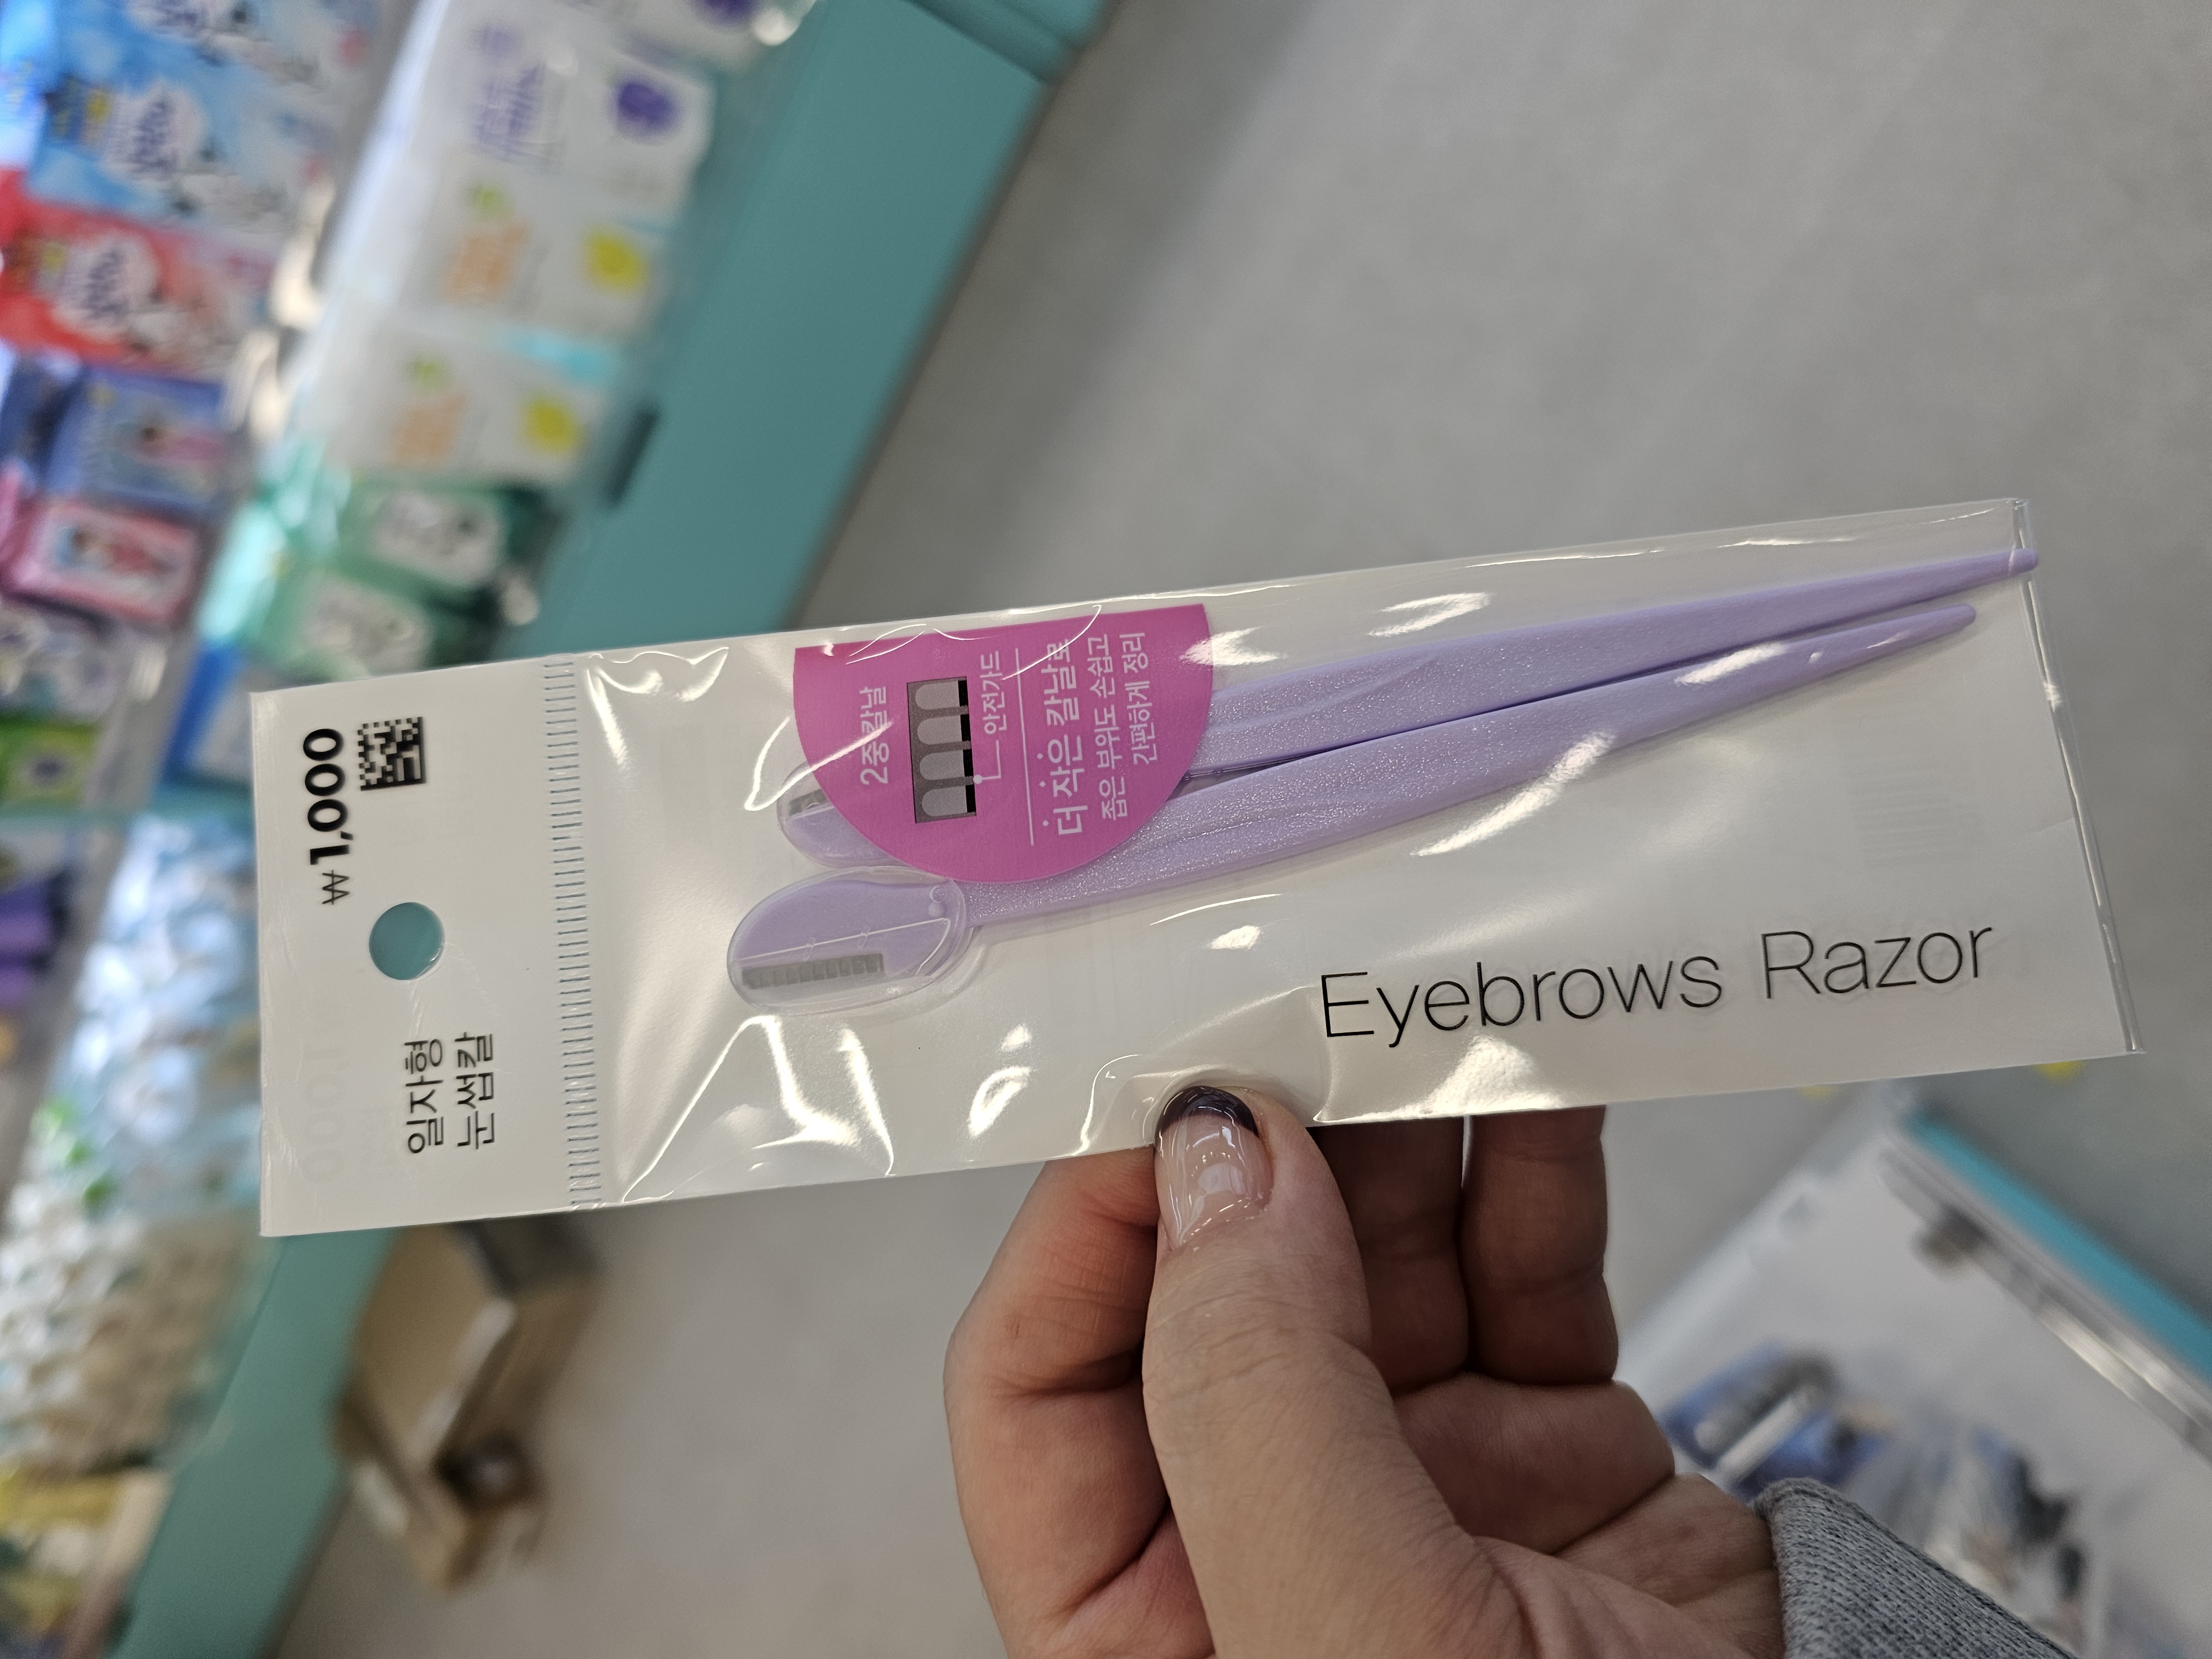 ₩1,000
일자형
눈썹칼
2중칼날
안전가드
더 작은 칼날로
좁은 부위도 손쉽고
간편하게 정리
Eyebrows Razor